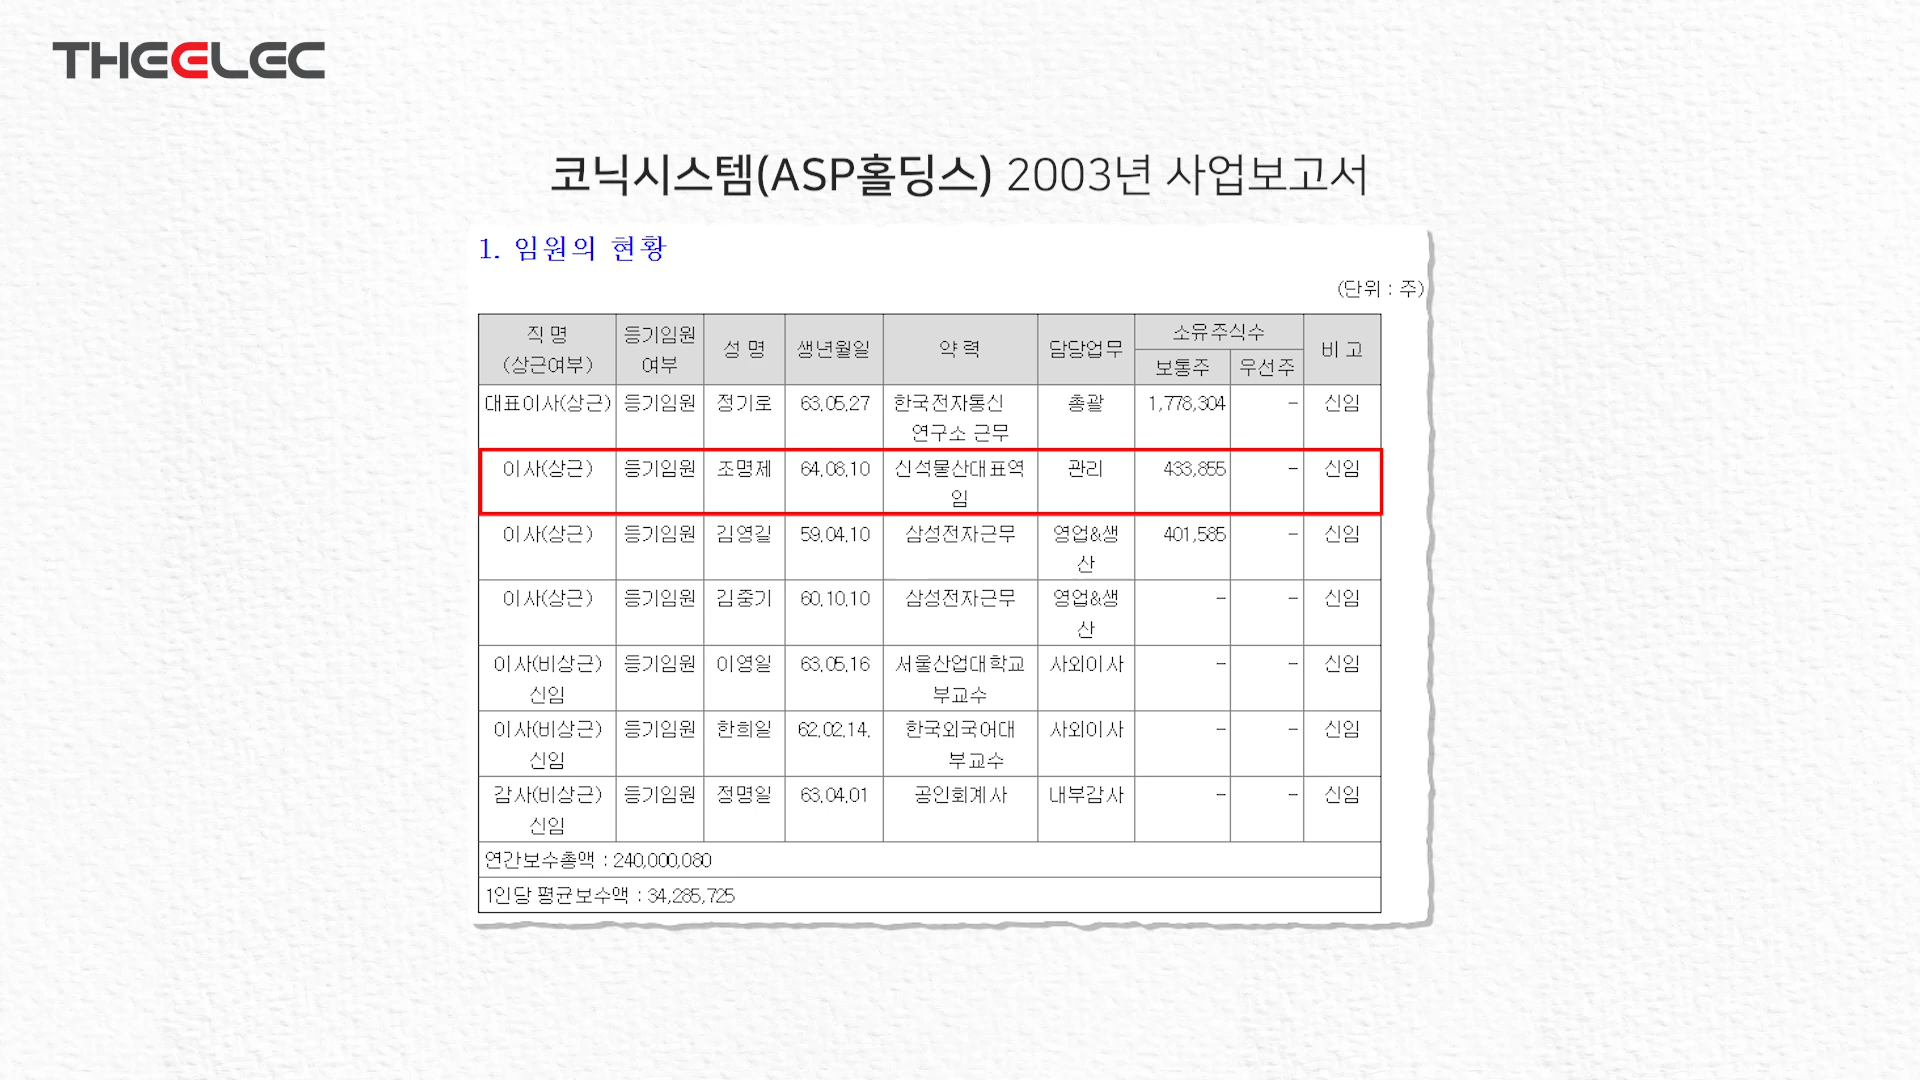 THEELEC
코닉시스템(ASP홀딩스) 2003년 사업보고서
1. 임원의 현황
(단위 : 주)
직 명 (상근여부) 등기임원 여부 성 명 생년월일 약 력 담당업무 소유주식수 보통주 우선주 비 고
대표이사(상근) 등기임원 정기로 63.05.27 한국전자통신 연구소 근무 총괄 1,778,304 - 신임
이사(상근) 등기임원 조명제 64.08.10 신석물산대표역임 관리 433,855 - 신임
이사(상근) 등기임원 김영길 59.04.10 삼성전자근무 영업&생산 401,585 - 신임
이사(상근) 등기임원 김중기 60.10.10 삼성전자근무 영업&생산 - - 신임
이사(비상근) 신임 등기임원 이영일 63.05.16 서울산업대학교 부교수 사외이사 - - 신임
이사(비상근) 신임 등기임원 한희일 62.02.14. 한국외국어대 부교수 사외이사 - - 신임
감사(비상근) 신임 등기임원 정명일 63.04.01 공인회계사 내부감사 - - 신임
연간보수총액 : 240,000,080
1인당 평균보수액 : 34,285,725